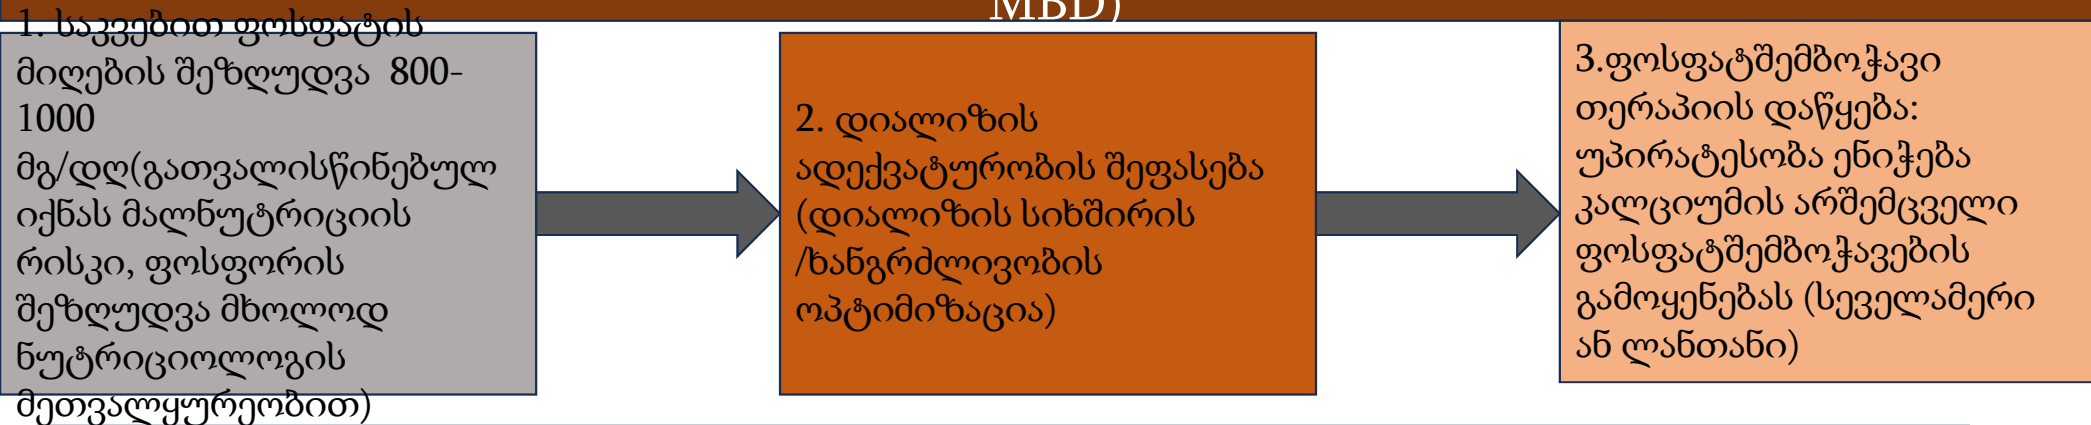 MBD)
1. საკვებით ფოსფატის
მიღების შეზღუდვა 800-
1000
მგ/დღ(გათვალისწინებულ
იქნას მალნუტრიციის
რისკი, ფოსფორის
შეზღუდვა მხოლოდ
ნუტრიციოლოგის
მეთვალყურეობით)
2. დიალიზის
ადექვატურობის შეფასება
(დიალიზის სიხშირის
/ხანგრძლივობის
ოპტიმიზაცია)
3.ფოსფატშემბოჭავი
თერაპიის დაწყება:
უპირატესობა ენიჭება
კალციუმის არშემცველი
ფოსფატშემბოჭავების
გამოყენებას (სეველამერი
ან ლანთანი)